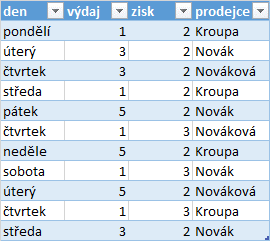 den výdaj zisk prodejce
pondělí 1 2 Kroupa
úterý 3 2 Novák
čtvrtek 3 2 Nováková
středa 1 2 Kroupa
pátek 5 2 Novák
čtvrtek 1 3 Nováková
neděle 5 2 Kroupa
sobota 1 3 Novák
úterý 5 2 Nováková
čtvrtek 1 3 Kroupa
středa 3 2 Novák